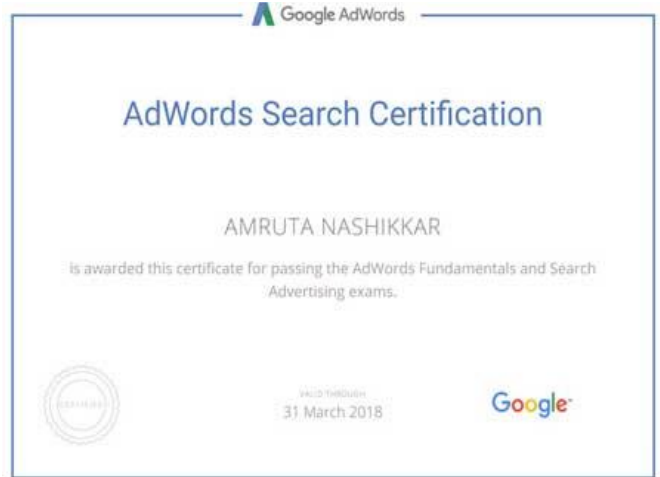 Google AdWords
AdWords Search Certification
AMRUTA NASHIKKAR
is awarded this certificate for passing the AdWords Fundamentals and Search
Advertising exams.
VALID THROUGH
31 March 2018
Google